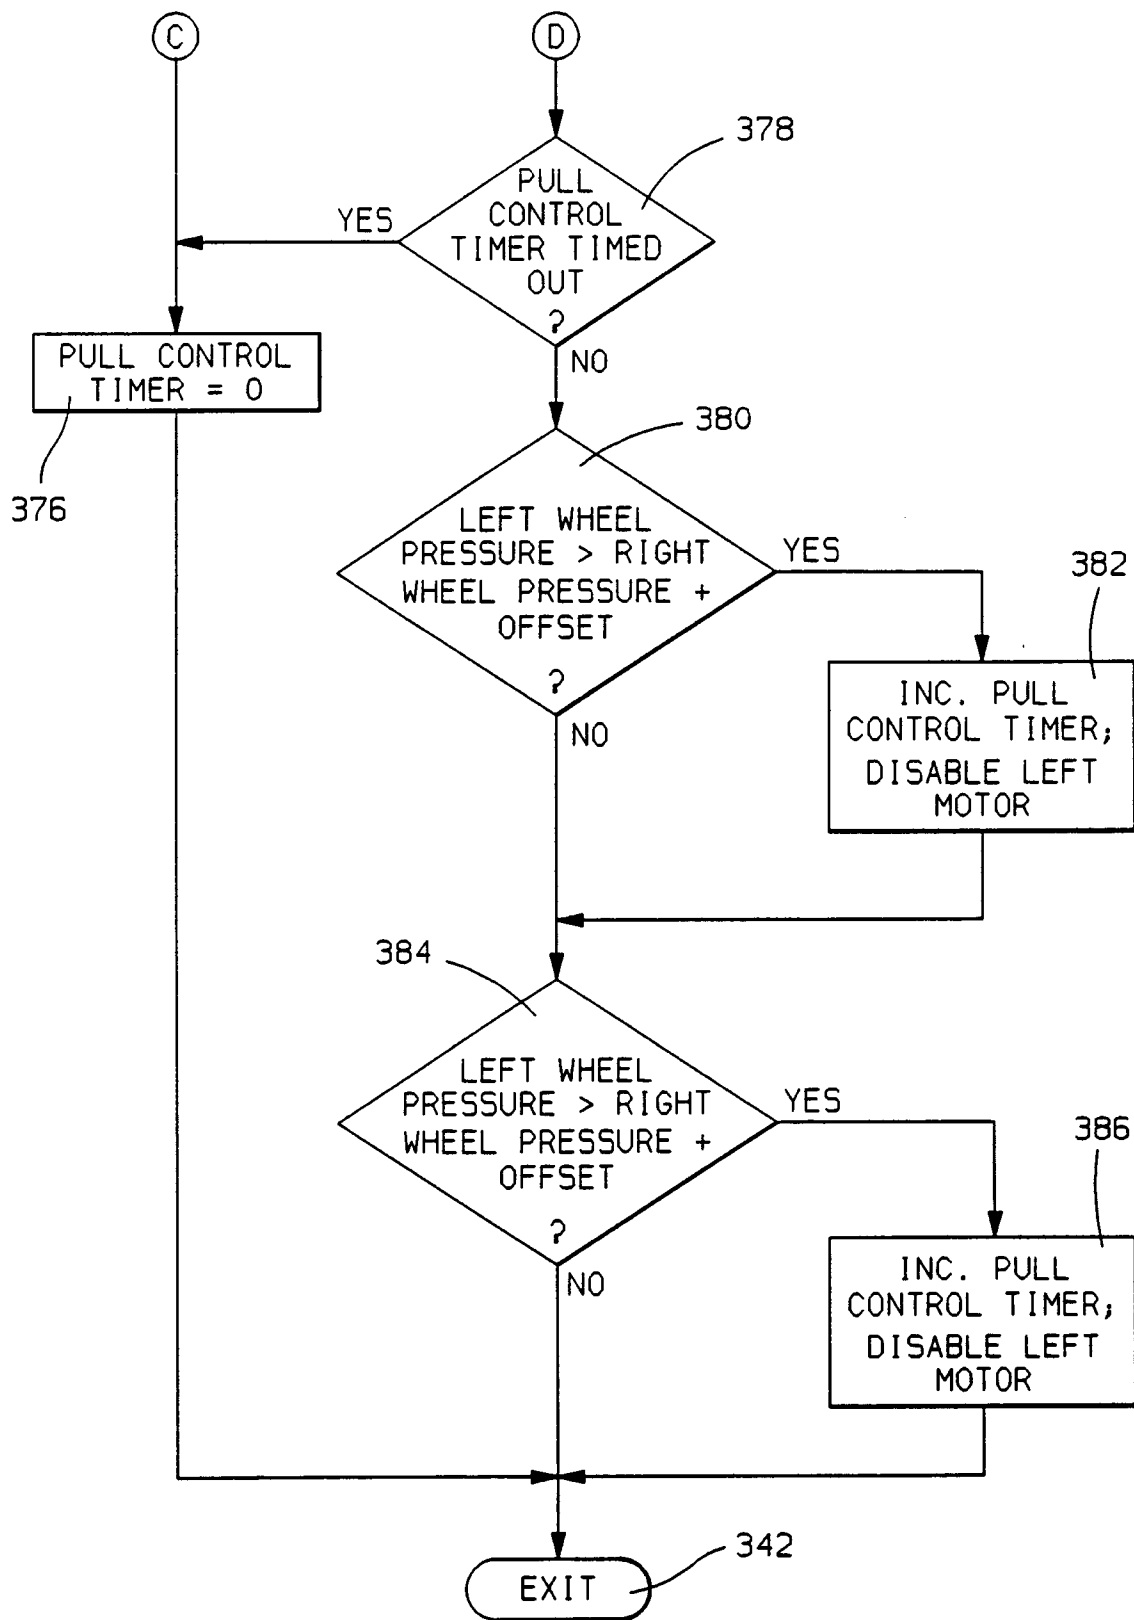 C
D
378
PULL
CONTROL
TIMER TIMED
OUT
?
YES
NO
PULL CONTROL
TIMER = 0
376
380
LEFT WHEEL
PRESSURE > RIGHT
WHEEL PRESSURE +
OFFSET
?
YES
NO
382
INC. PULL
CONTROL TIMER;
DISABLE LEFT
MOTOR
384
LEFT WHEEL
PRESSURE > RIGHT
WHEEL PRESSURE +
OFFSET
?
YES
NO
386
INC. PULL
CONTROL TIMER;
DISABLE LEFT
MOTOR
342
EXIT